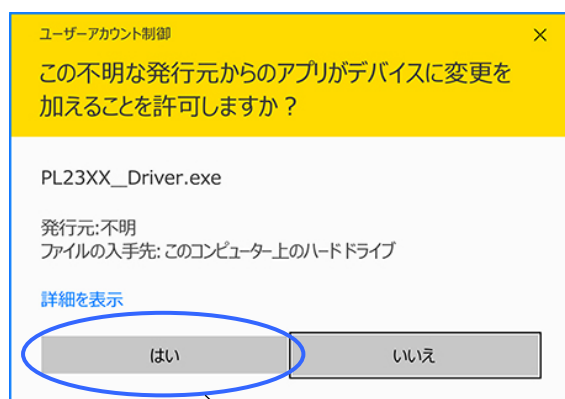 ユーザーアカウント制御
この不明な発行元からのアプリがデバイスに変更を
加えることを許可しますか？
PL23XX__Driver.exe
発行元:不明
ファイルの入手先: このコンピューター上のハード ドライブ
詳細を表示
はい
いいえ